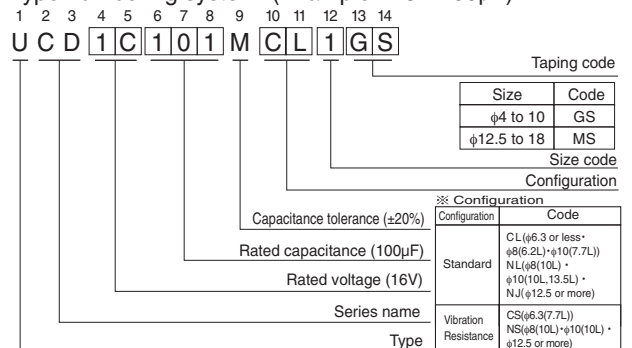 1 2 3 4 5 6 7 8 9 10 11 12 13 14
U C D 1 C 1 0 1 M C L 1 G S
Taping code
Size Code
ϕ4 to 10 GS
ϕ12.5 to 18 MS
Size code
Configuration
※ Configuration
Configuration Code
Standard
CL(ϕ6.3 or less・
ϕ8(6.2L)・ϕ10(7.7L))
NL(ϕ8(10L)・
ϕ10(10L,13.5L)・
NJ(ϕ12.5 or more)
Vibration
Resistance
CS(ϕ6.3(7.7L))
NS(ϕ8(10L)・ϕ10(10L)・
ϕ12.5 or more)
Capacitance tolerance (±20%)
Rated capacitance (100µF)
Rated voltage (16V)
Series name
Type